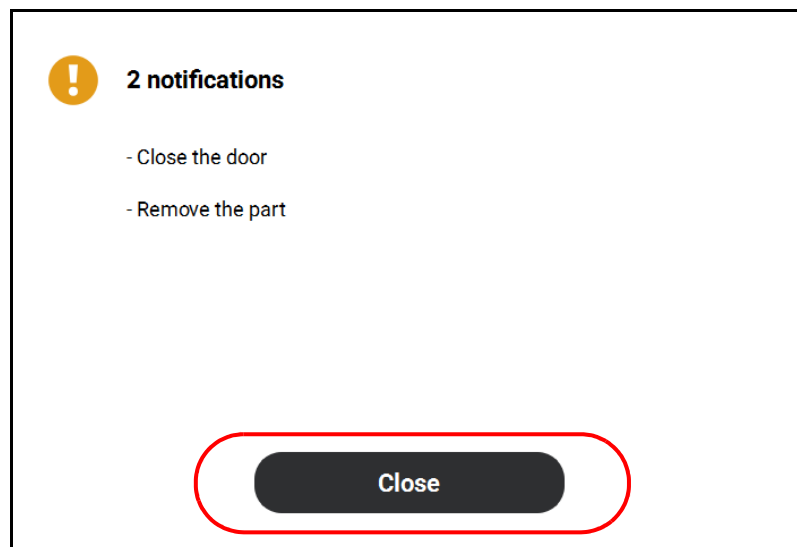 2 notifications
- Close the door
- Remove the part
Close